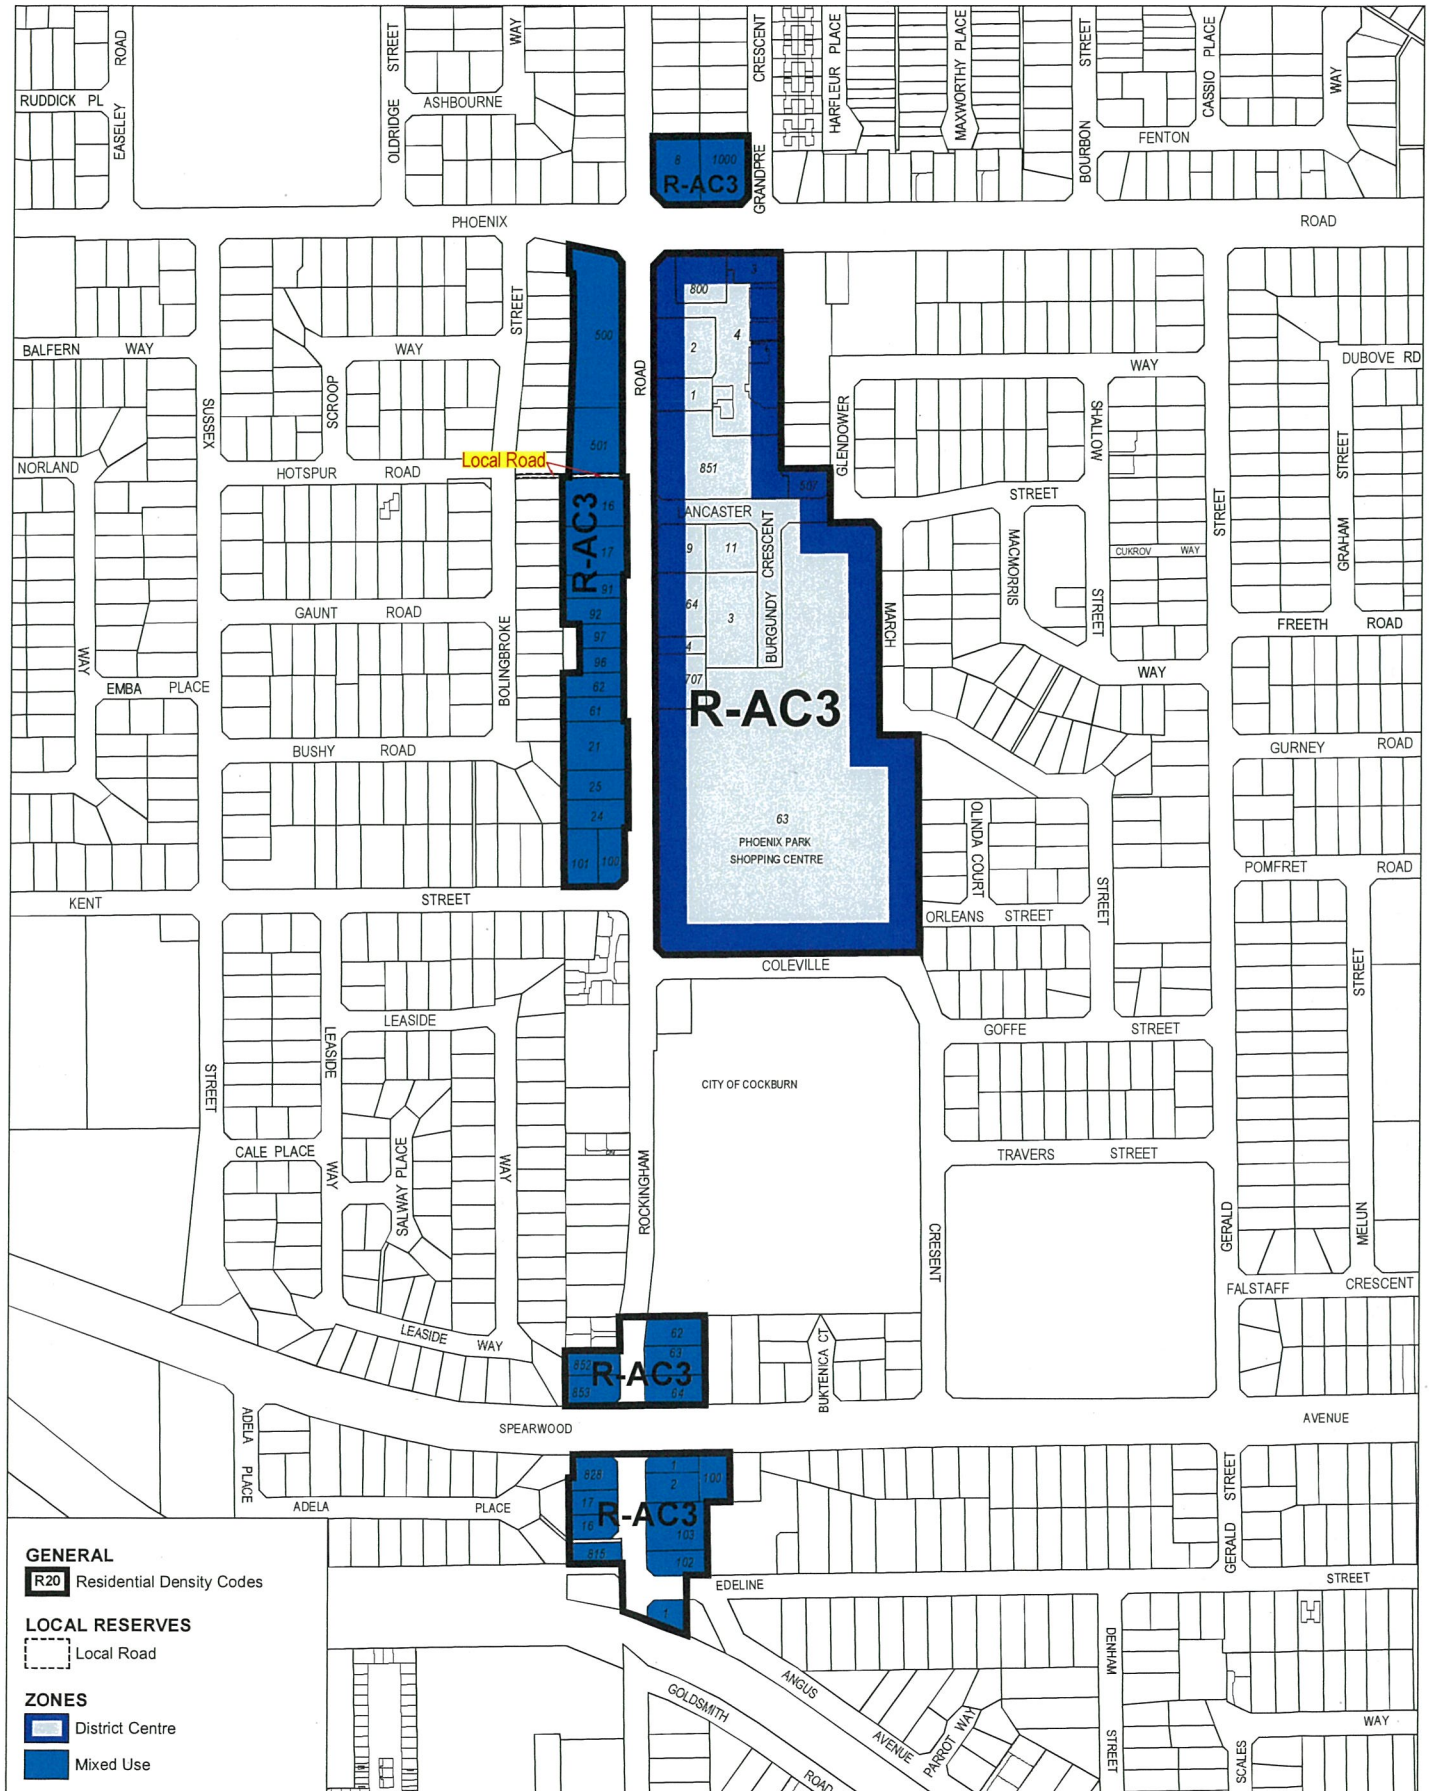 ROAD
STREET
WAY
CRESCENT
HARFLEUR PLACE
MAXWORTHY PLACE
STREET
CASSIO PLACE
WAY
RUDDICK PL
EASELEY
OLDRIDGE
ASHBOURNE
GRANDPRE
BOURBON
FENTON
8
1000
R-AC3
PHOENIX
ROAD
STREET
500
ROAD
800
3
4
2
1
BALFERN WAY
WAY
WAY
DUBOVE RD
SUSSEX
SCROOP
GLENDOWER
SHALLOW
STREET
501
851
507
NORLAND
HOTSPUR ROAD
Local Road
STREET
STREET
GRAHAM
R-AC3
16
17
91
92
97
96
62
61
21
25
24
101
100
LANCASTER
9
11
64
3
4
707
BURGUNDY CRESCENT
MACMORRIS
CUKROV WAY
STREET
MARCH
GAUNT ROAD
FREETH ROAD
BOLINGBROKE
WAY
EMBA PLACE
WAY
R-AC3
BUSHY ROAD
GURNEY ROAD
63
PHOENIX PARK
SHOPPING CENTRE
OLINDA COURT
POMFRET ROAD
KENT
STREET
STREET
ORLEANS STREET
COLEVILLE
STREET
LEASIDE
LEASIDE
GOFFE STREET
STREET
CITY OF COCKBURN
CALE PLACE
WAY
SALWAY PLACE
WAY
ROCKINGHAM
TRAVERS STREET
CRESENT
GERALD
MELUN
FALSTAFF CRESCENT
LEASIDE WAY
62
63
64
852
853
R-AC3
BUKTENICA CT
SPEARWOOD
AVENUE
ADELA PLACE
ADELA PLACE
828
17
16
815
1
2
100
103
102
1
R-AC3
GERALD STREET
EDELINE
STREET
DENHAM STREET
ANGUS
AVENUE
GOLDSMITH
ROAD
PARROT WAY
SCALES
WAY
GENERAL
R20 Residential Density Codes
LOCAL RESERVES
Local Road
ZONES
District Centre
Mixed Use